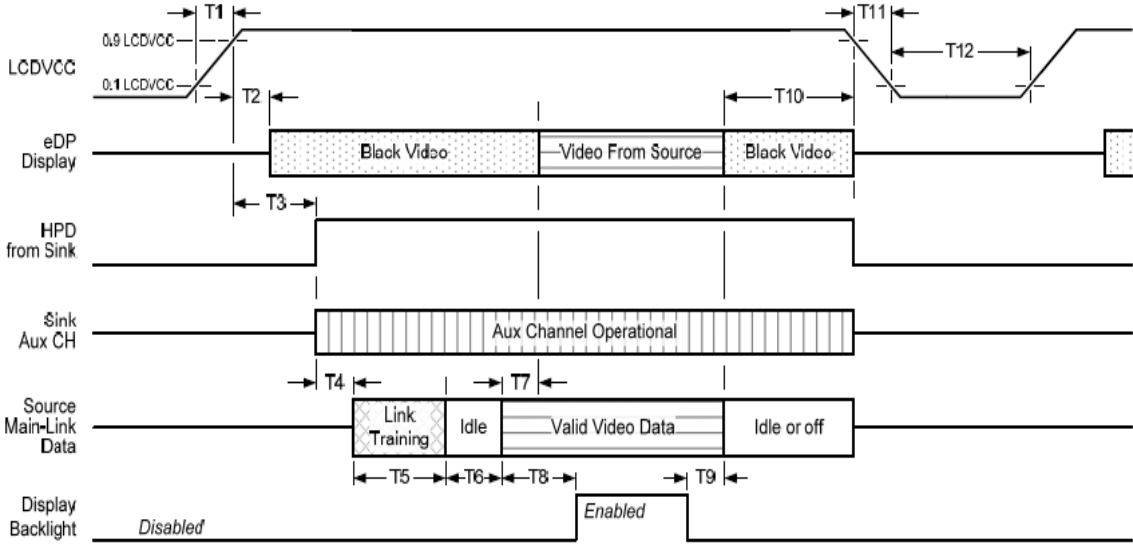 T1
T11
0.9 LCDVCC
T12
LCDVCC
0.1 LCDVCC
T2
T10
eDP
Display
Black Video
Video From Source
Black Video
T3
HPD
from Sink
Sink
Aux CH
Aux Channel Operational
T4
T7
Source
Main-Link
Data
Link
Training
Idle
Valid Video Data
Idle or off
T5
T6
T8
T9
Display
Backlight
Disabled
Enabled